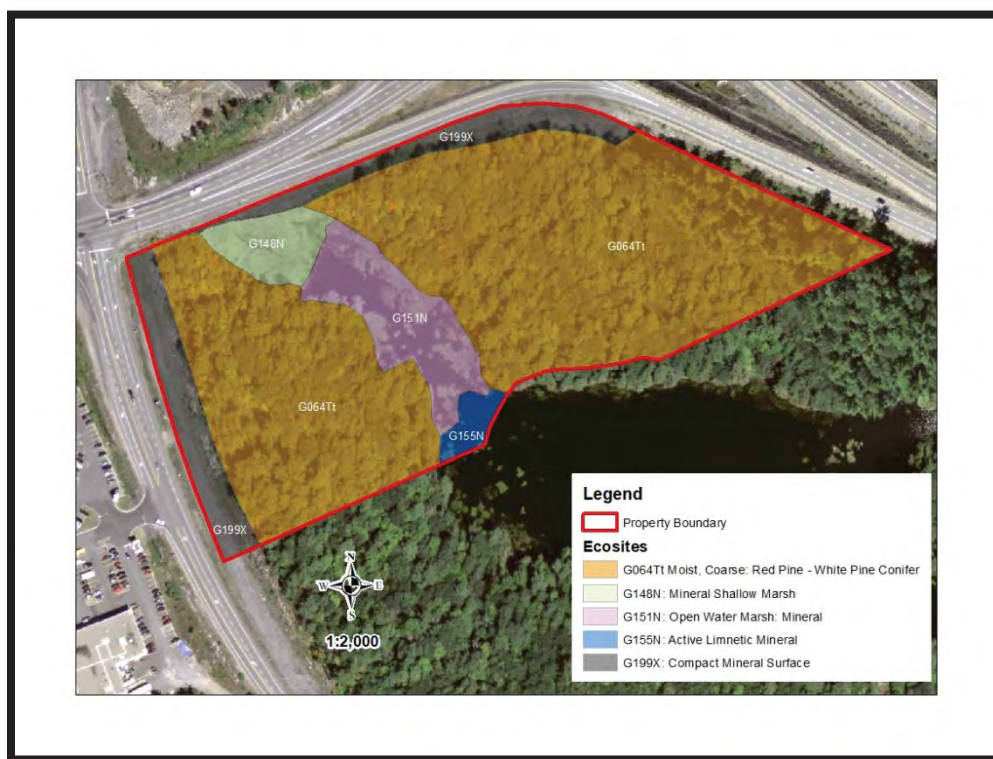 G199X
G148N
G064Tt
G151N
G064Tt
G155N
G199X
N
W E
S
1:2,000
Legend
Property Boundary
Ecosites
G064Tt Moist, Coarse: Red Pine - White Pine Conifer
G148N: Mineral Shallow Marsh
G151N: Open Water Marsh: Mineral
G155N: Active Limnetic Mineral
G199X: Compact Mineral Surface